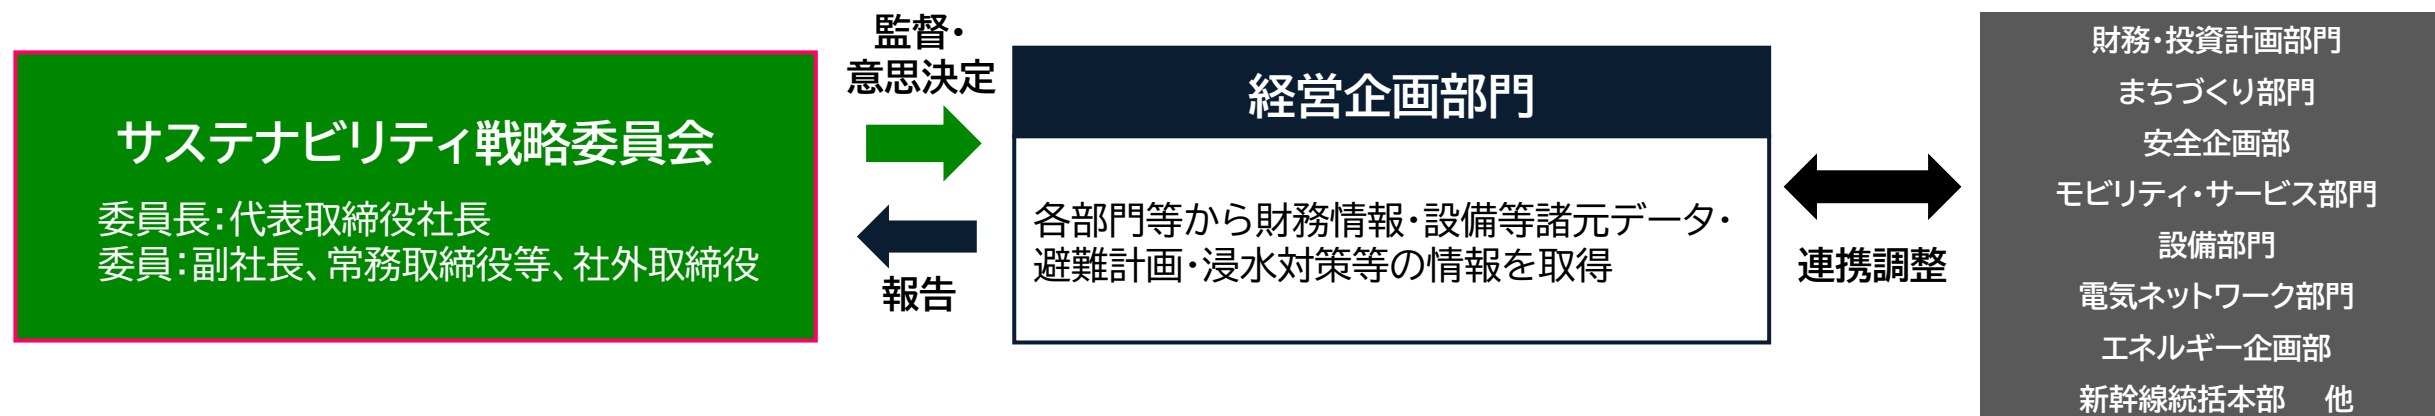 サステナビリティ戦略委員会
委員長：代表取締役社長
委員：副社長、常務取締役等、社外取締役
監督・
意思決定
報告
経営企画部門
各部門等から財務情報・設備等諸元データ・
避難計画・浸水対策等の情報を取得
連携調整
財務・投資計画部門
まちづくり部門
安全企画部
モビリティ・サービス部門
設備部門
電気ネットワーク部門
エネルギー企画部
新幹線統括本部　他